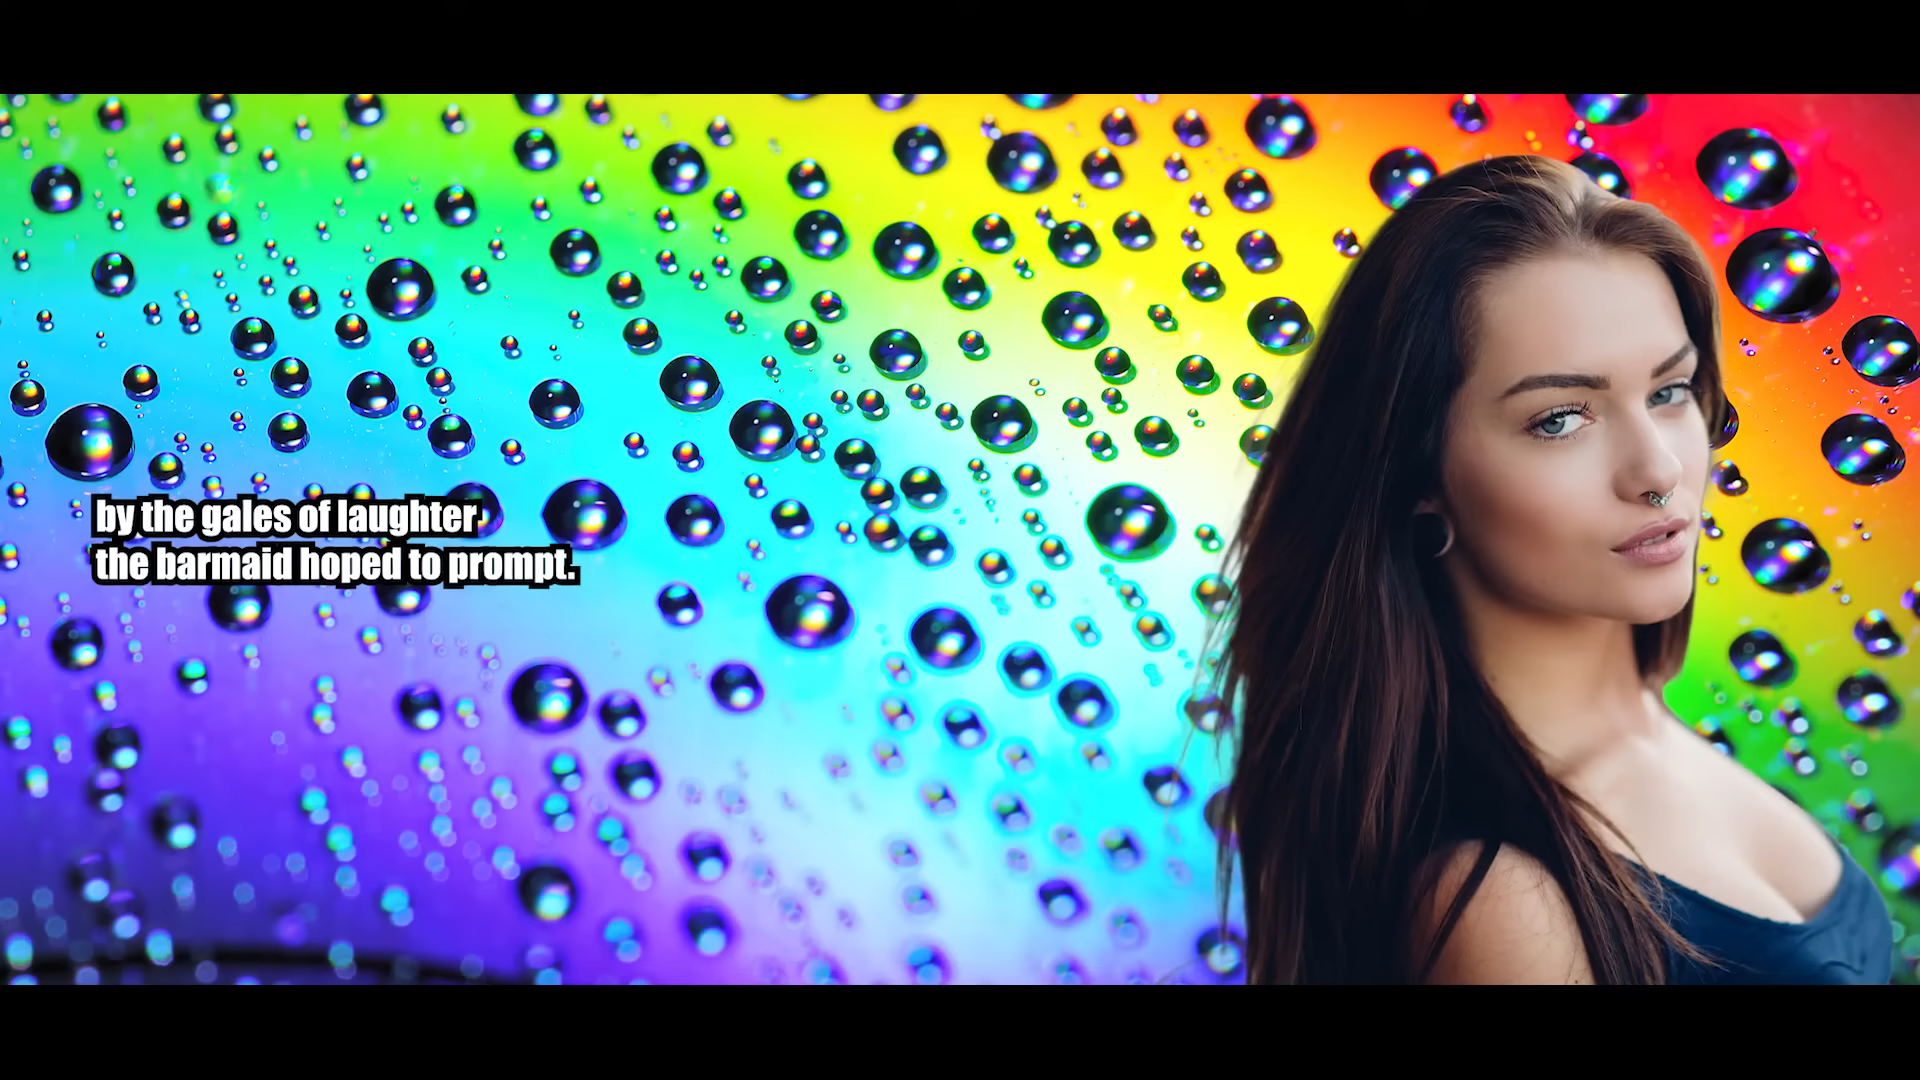 by the gales of laughter
the barmaid hoped to prompt.